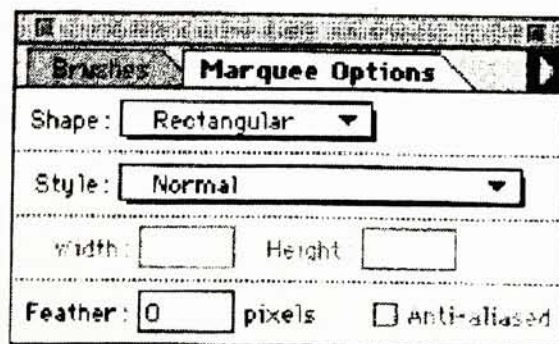 Brushes Marquee Options
Shape: Rectangular
Style: Normal
Width: Height
Feather: 0 pixels Anti-aliased